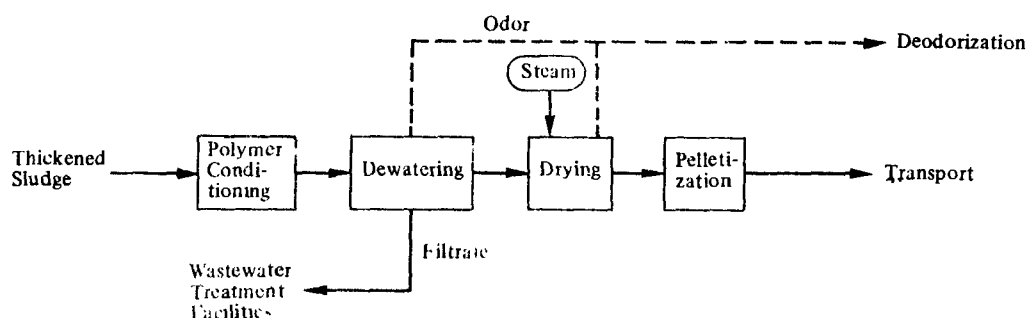 Odor
Deodorization
Steam
Thickened
Sludge
Polymer
Condi-
tioning
Dewatering
Drying
Pelleti-
zation
Transport
Filtrate
Wastewater
Treatment
Facilities